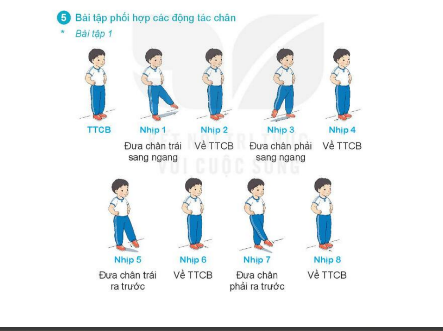 5 Bài tập phối hợp các động tác chân
* Bài tập 1
TTCB Nhịp 1 Nhịp 2 Nhịp 3 Nhịp 4
Đưa chân trái sang ngang Về TTCB Đưa chân phải sang ngang Về TTCB
VỚI CUỘC SỐNG
Nhịp 5 Nhịp 6 Nhịp 7 Nhịp 8
Đưa chân trái ra trước Về TTCB Đưa chân phải ra trước Về TTCB